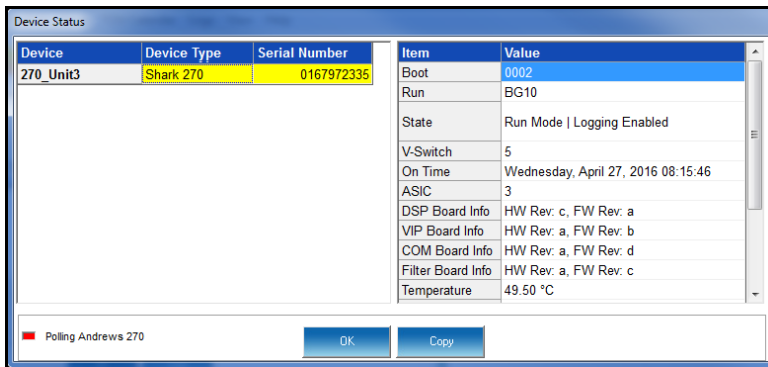 Device Status
Device Device Type Serial Number
270_Unit3 Shark 270 0167972335
Item Value
Boot 0002
Run BG10
State Run Mode | Logging Enabled
V-Switch 5
On Time Wednesday, April 27, 2016 08:15:46
ASIC 3
DSP Board Info HW Rev: c, FW Rev: a
VIP Board Info HW Rev: a, FW Rev: b
COM Board Info HW Rev: a, FW Rev: d
Filter Board Info HW Rev: a, FW Rev: c
Temperature 49.50 °C
Polling Andrews 270
OK Copy